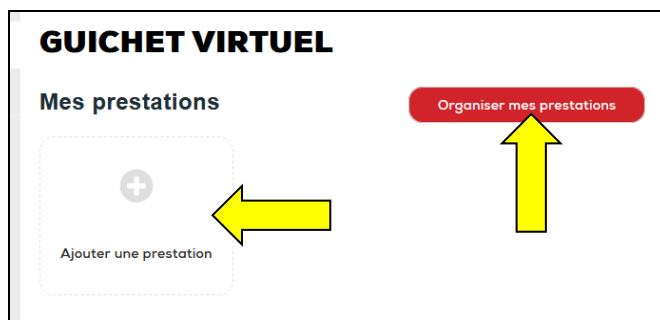 GUICHET VIRTUEL
Mes prestations
Organiser mes prestations
Ajouter une prestation